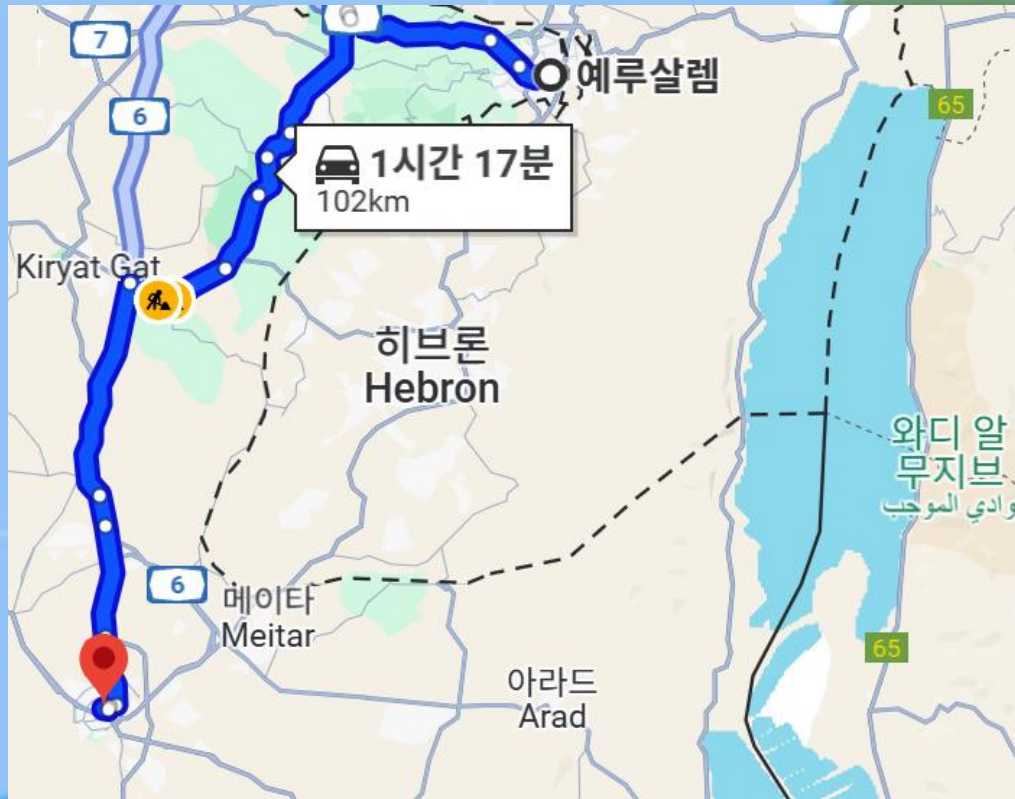 6
7
예루살렘
65
6
1시간 17분
102km
Kiryat Gat
히브론
Hebron
와디 알
무지브
وادي الموجب
6
메이타
Meitar
65
아라드
Arad